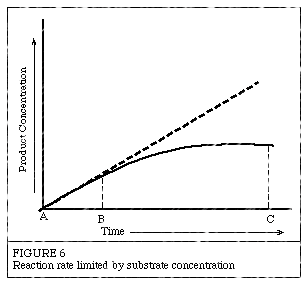 Product Concentration
A
B
C
Time
FIGURE 6
Reaction rate limited by substrate concentration